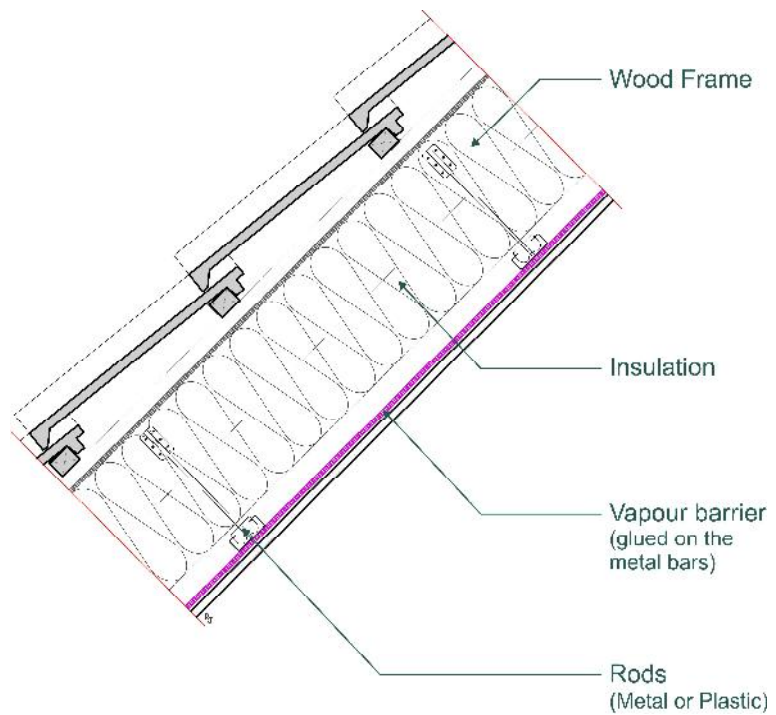 Wood Frame
Insulation
Vapour barrier
(glued on the
metal bars)
Rods
(Metal or Plastic)